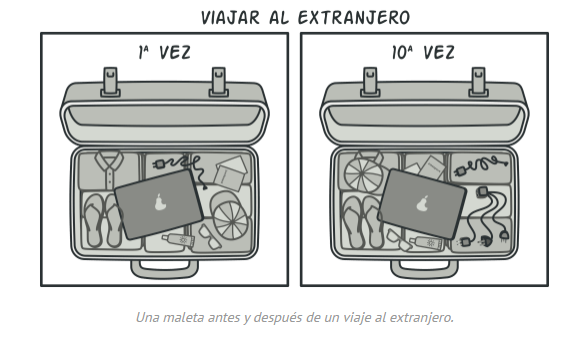 VIAJAR AL EXTRANJERO
1ª VEZ
10ª VEZ
Una maleta antes y después de un viaje al extranjero.